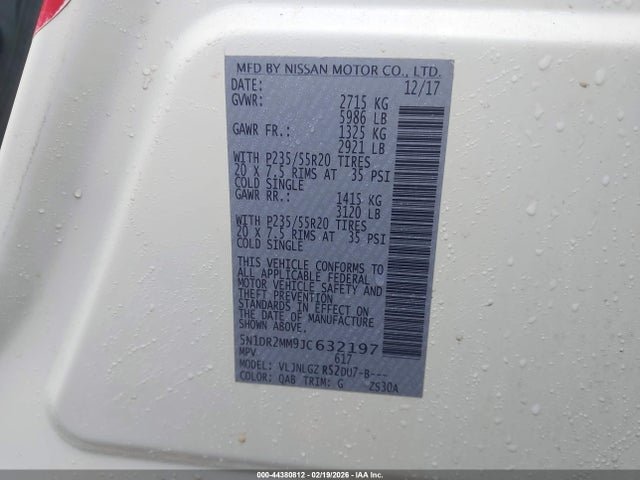 MFD BY NISSAN MOTOR CO., LTD.
DATE: 12/17
GVWR: 2715 KG
5986 LB
GAWR FR.: 1325 KG
2921 LB
WITH P235/55R20 TIRES
20 X 7.5 RIMS AT 35 PSI
COLD SINGLE
GAWR RR.: 1415 KG
3120 LB
WITH P235/55R20 TIRES
20 X 7.5 RIMS AT 35 PSI
COLD SINGLE
THIS VEHICLE CONFORMS TO
ALL APPLICABLE FEDERAL
MOTOR VEHICLE SAFETY AND
THEFT PREVENTION
STANDARDS IN EFFECT ON
THE DATE OF MANUFACTURE
SHOWN ABOVE.
5N1DR2MM9JC632197
MPV 617
MODEL: VLJNLGZ R52DU7-B---
COLOR: QAB TRIM: G ZS30A
000-44380812 - 02/19/2026 - IAA Inc.